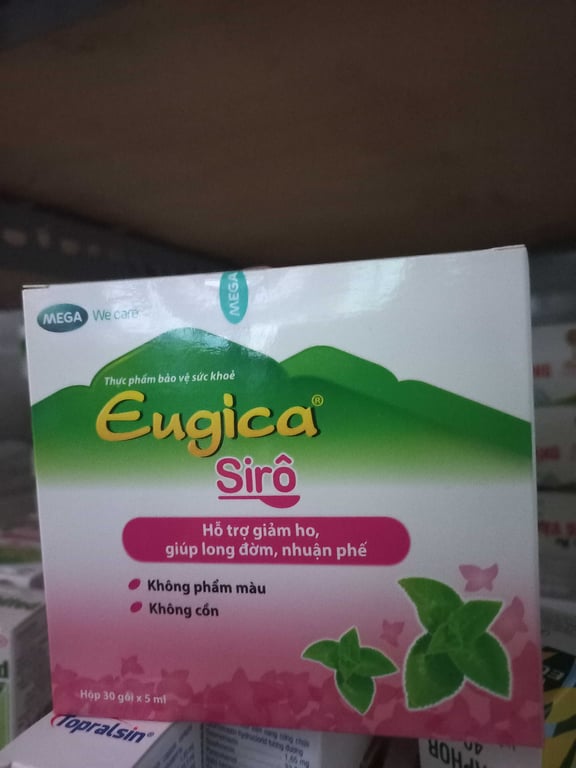 MEGA We care
MEGA
Thực phẩm bảo vệ sức khoẻ
Eugica®
Sirô
Hỗ trợ giảm ho,
giúp long đờm, nhuận phế
Không phẩm màu
Không cồn
Hộp 30 gói x 5 ml
Topralsin®